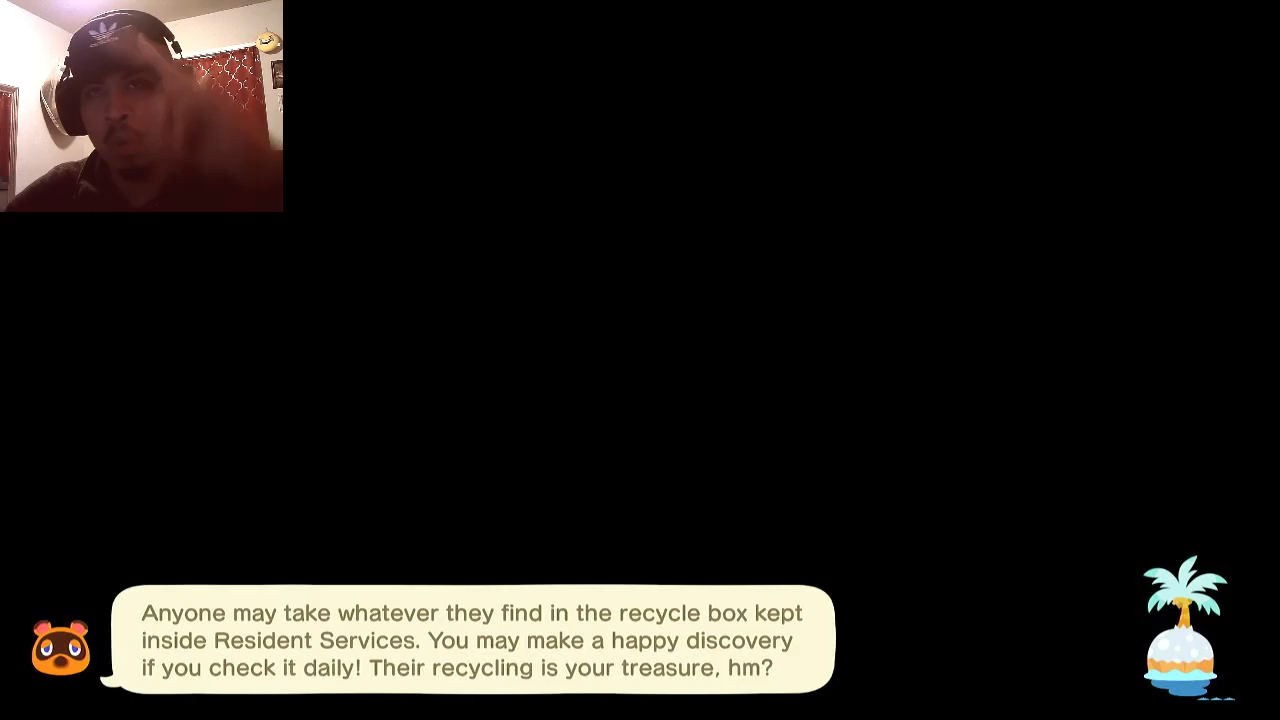 Anyone may take whatever they find in the recycle box kept
inside Resident Services. You may make a happy discovery
if you check it daily! Their recycling is your treasure, hm?